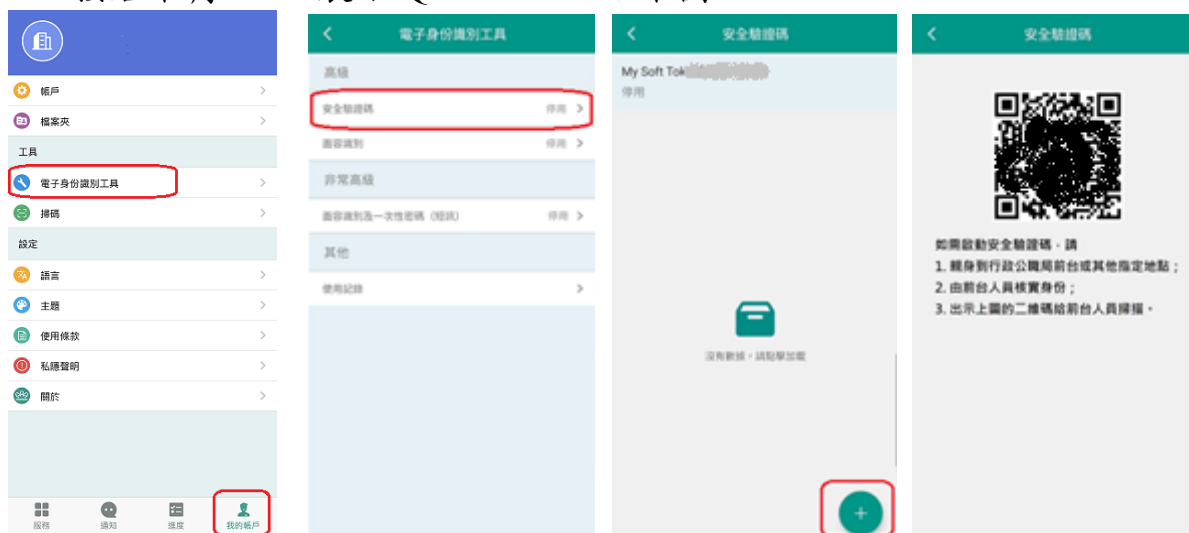 帳戶
檔案夾
工具
電子身份識別工具
掃碼
設定
語言
主題
使用條款
私隱聲明
關於
服務
通知
進度
我的帳戶
電子身份識別工具
高級
安全驗證碼 停用
面容識別 停用
非常高級
面容識別及一次性密碼（短訊） 停用
其他
使用記錄
安全驗證碼
My Soft Tok
停用
沒有數據，請點擊加載
安全驗證碼
如需啟動安全驗證碼，請
1. 親身到行政公職局前台或其他指定地點；
2. 由前台人員核實身份；
3. 出示上圖的二維碼給前台人員掃描。